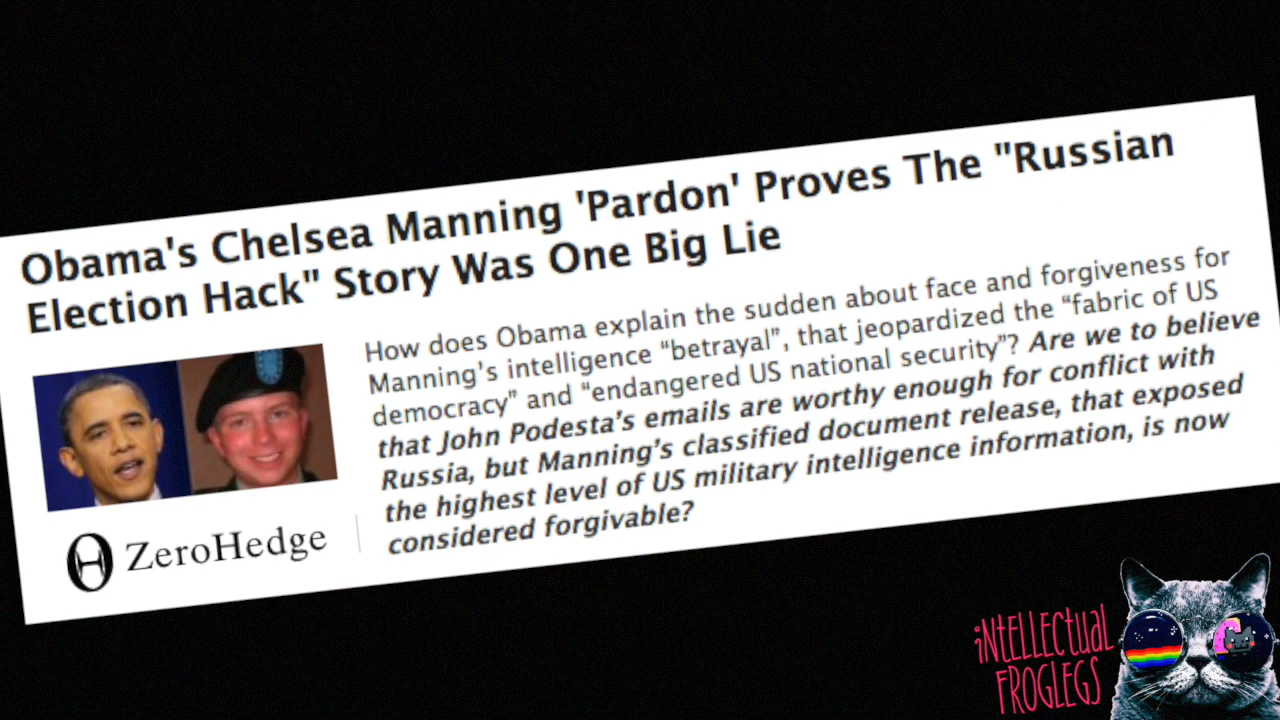 Obama's Chelsea Manning 'Pardon' Proves The "Russian
Election Hack" Story Was One Big Lie
How does Obama explain the sudden about face and forgiveness for
Manning's intelligence “betrayal”, that jeopardized the “fabric of US
democracy” and “endangered US national security”? Are we to believe
that John Podesta's emails are worthy enough for conflict with
Russia, but Manning's classified document release, that exposed
the highest level of US military intelligence information, is now
considered forgivable?
ZeroHedge
iNTELLECTUAL
FROGLEGS